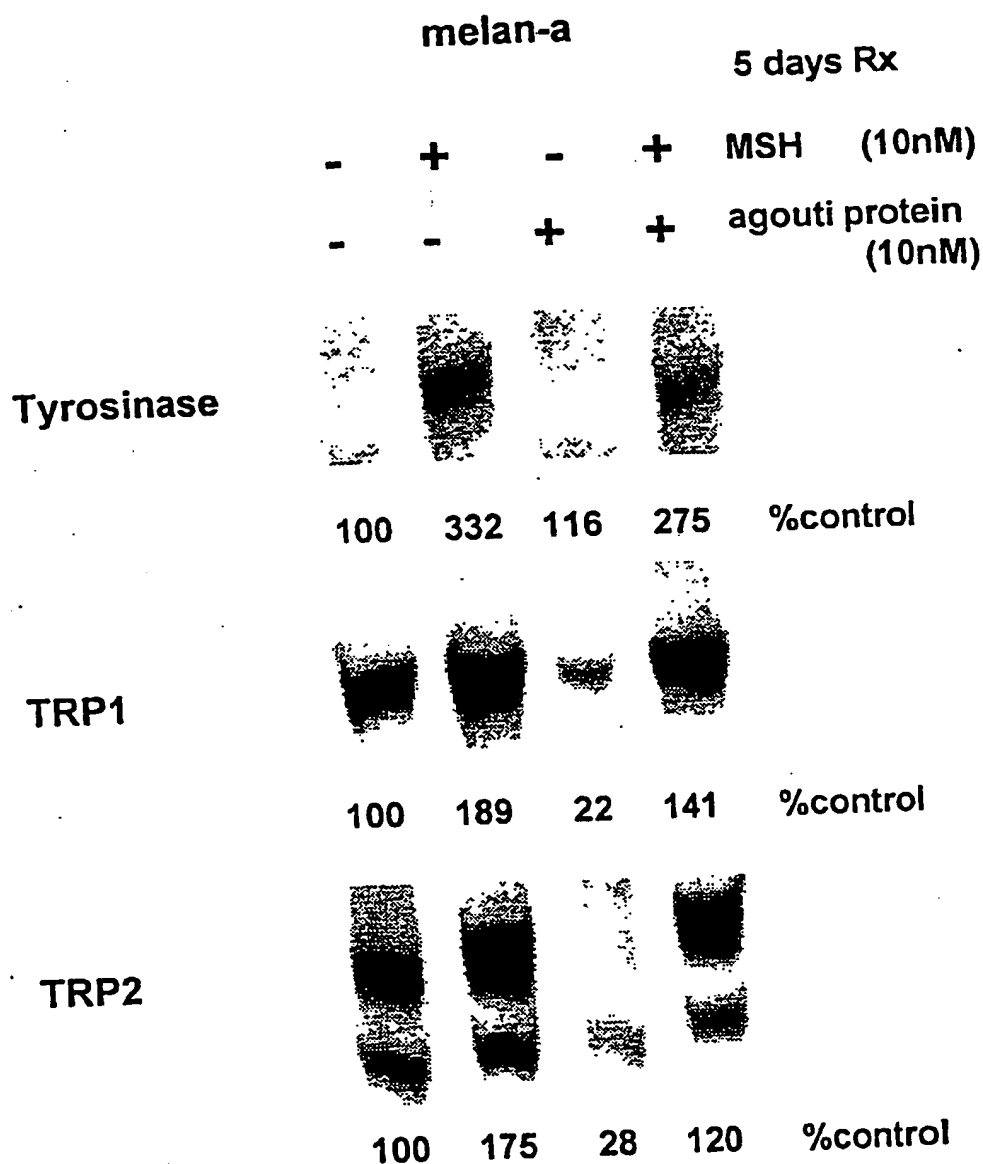 melan-a
5 days Rx
- + - + MSH (10nM)
- - + + agouti protein
(10nM)
Tyrosinase
100 332 116 275 %control
TRP1
100 189 22 141 %control
TRP2
100 175 28 120 %control